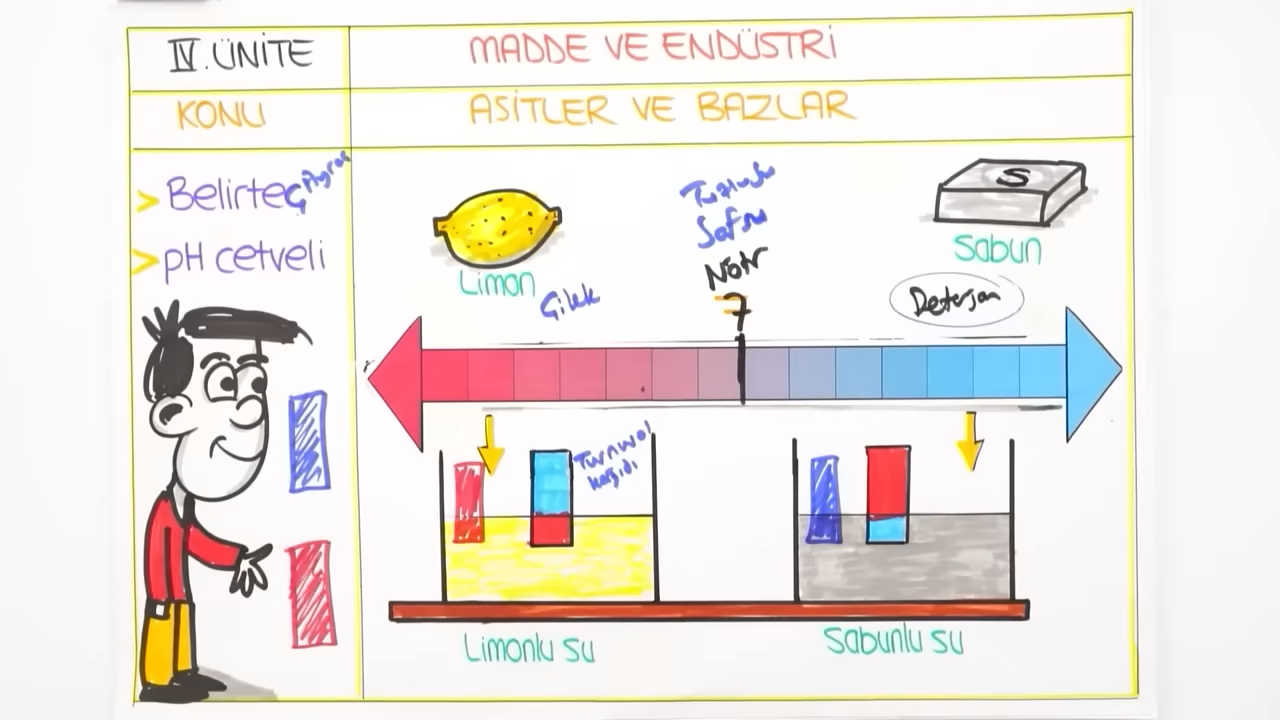 IV. ÜNİTE
MADDE VE ENDÜSTRİ
KONU
ASİTLER VE BAZLAR
> Belirteç
> pH cetveli
Limon
Çilek
Tuzlu su
Saf su
Nötr
7
S
Sabun
Deterjan
Turnusol
kağıdı
Limonlu su
Sabunlu su